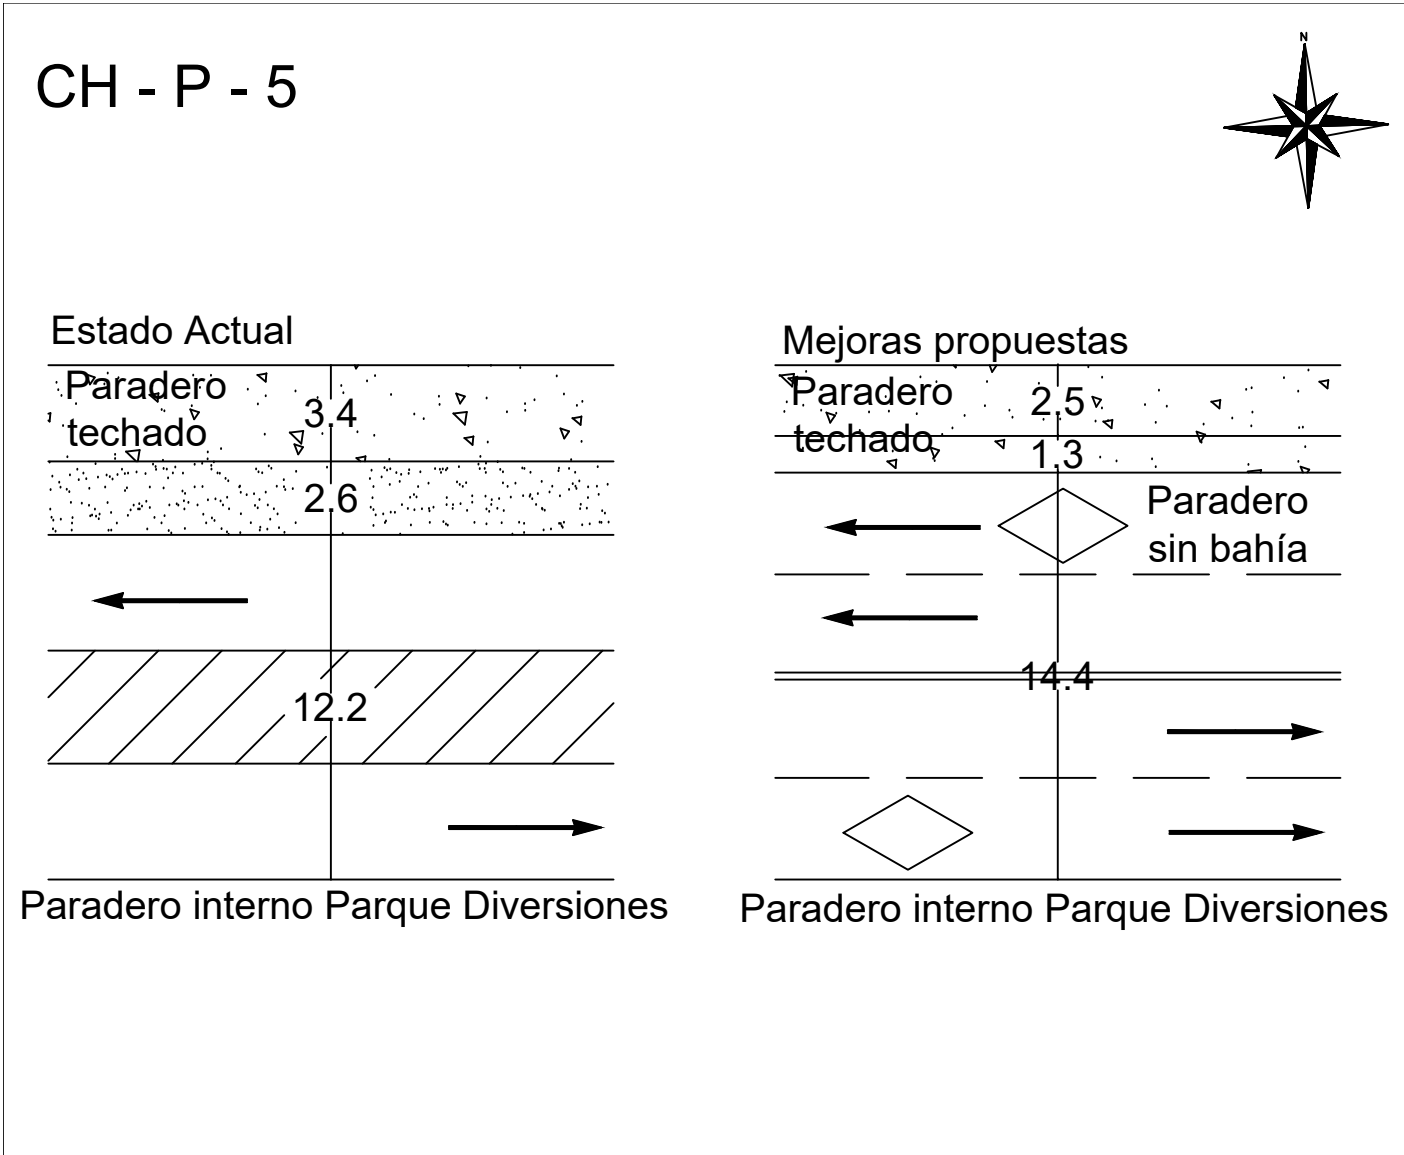 CH - P - 5
N
Estado Actual
Paradero
techado
3.4
2.6
12.2
Paradero interno Parque Diversiones
Mejoras propuestas
Paradero
techado
2.5
1.3
Paradero
sin bahía
14.4
Paradero interno Parque Diversiones